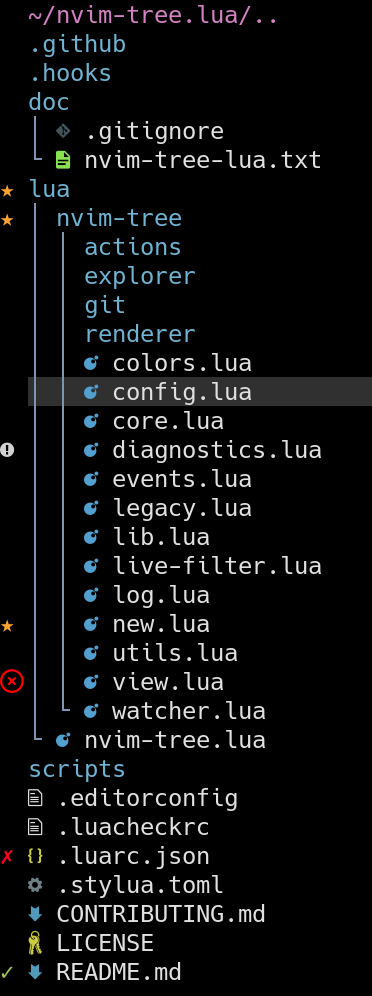 ~/nvim-tree.lua/..
.github
.hooks
doc
.gitignore
nvim-tree-lua.txt
lua
nvim-tree
actions
explorer
git
renderer
colors.lua
config.lua
core.lua
diagnostics.lua
events.lua
legacy.lua
lib.lua
live-filter.lua
log.lua
new.lua
utils.lua
view.lua
watcher.lua
nvim-tree.lua
scripts
.editorconfig
.luacheckrc
.luarc.json
.stylua.toml
CONTRIBUTING.md
LICENSE
README.md